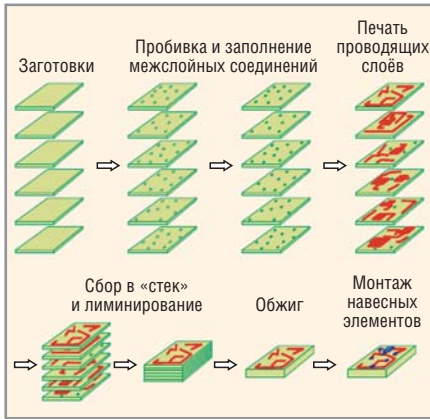 Заготовки
Пробивка и заполнение
межслойных соединений
Печать
проводящих
слоёв
Сбор в «стек»
и лиминирование
Обжиг
Монтаж
навесных
элементов